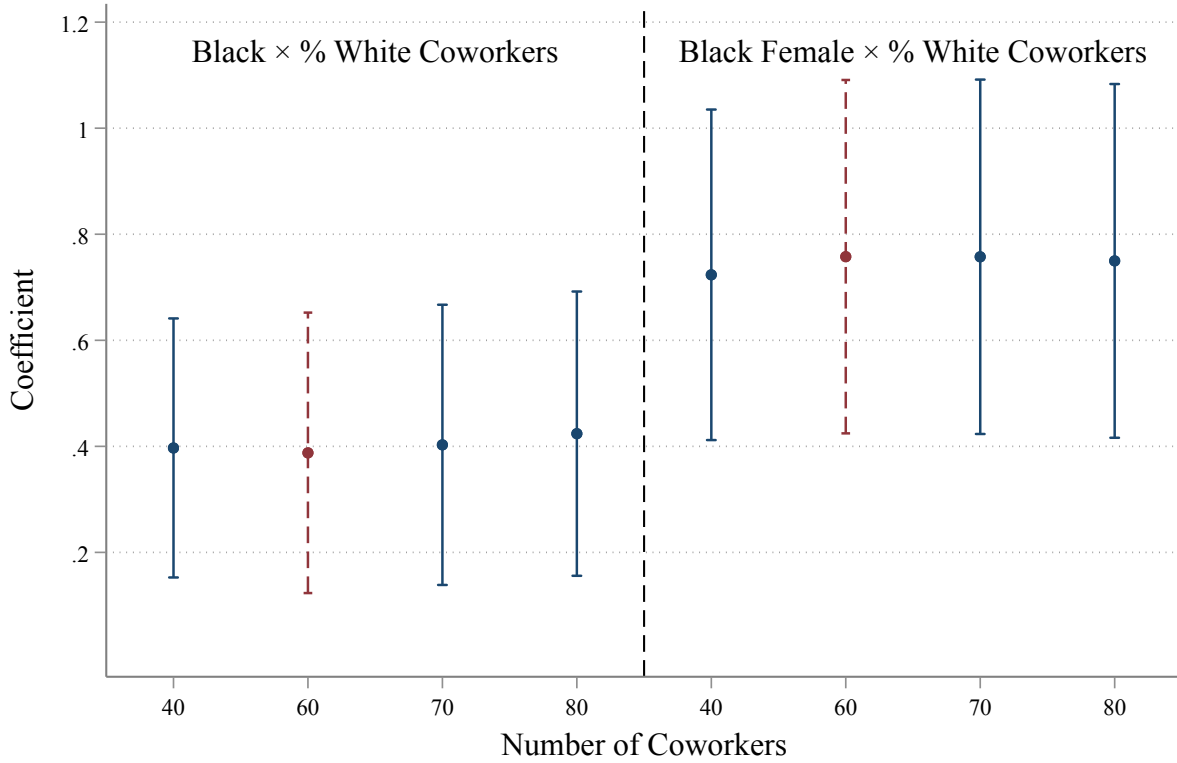 Black × % White Coworkers
Black Female × % White Coworkers
1.2
1
.8
.6
.4
.2
Coefficient
40 60 70 80 40 60 70 80
Number of Coworkers